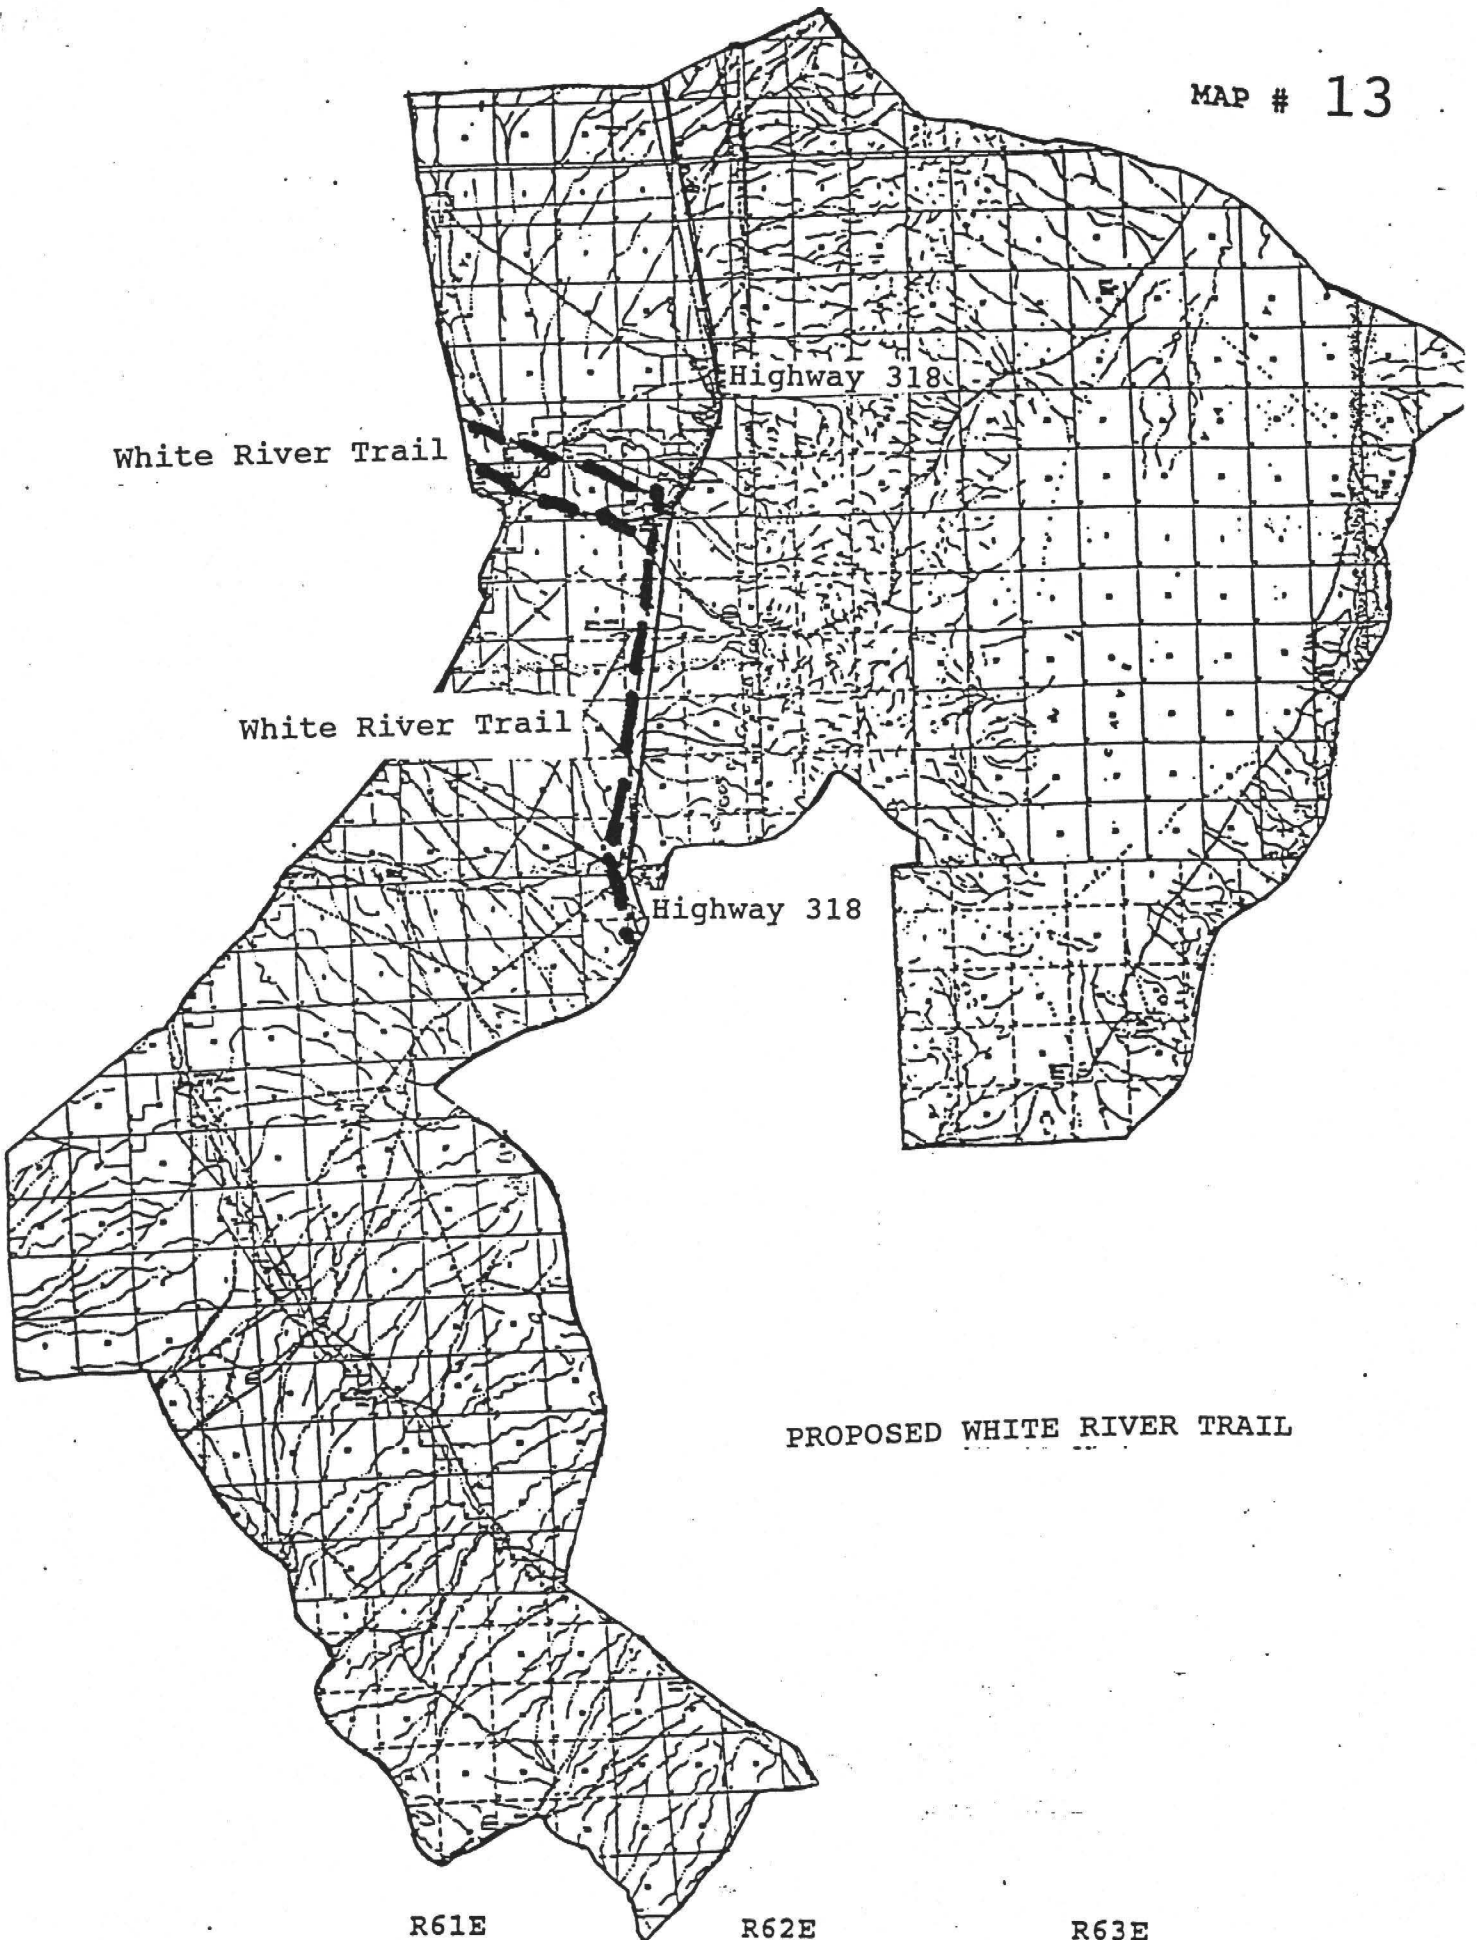 MAP # 13
Highway 318
White River Trail
White River Trail
Highway 318
PROPOSED WHITE RIVER TRAIL
R61E
R62E
R63E